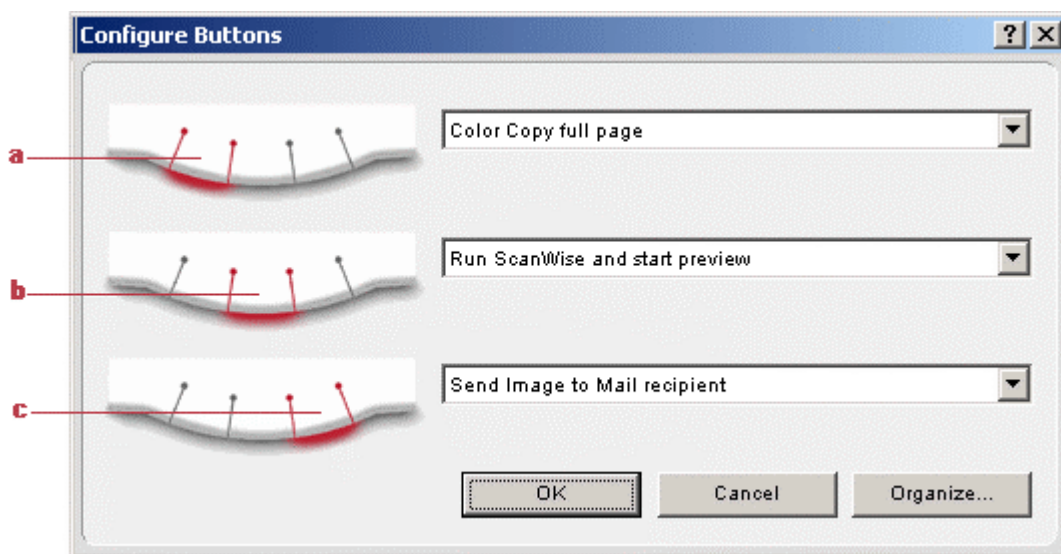 Configure Buttons
a
Color Copy full page
b
Run ScanWise and start preview
c
Send Image to Mail recipient
OK
Cancel
Organize...